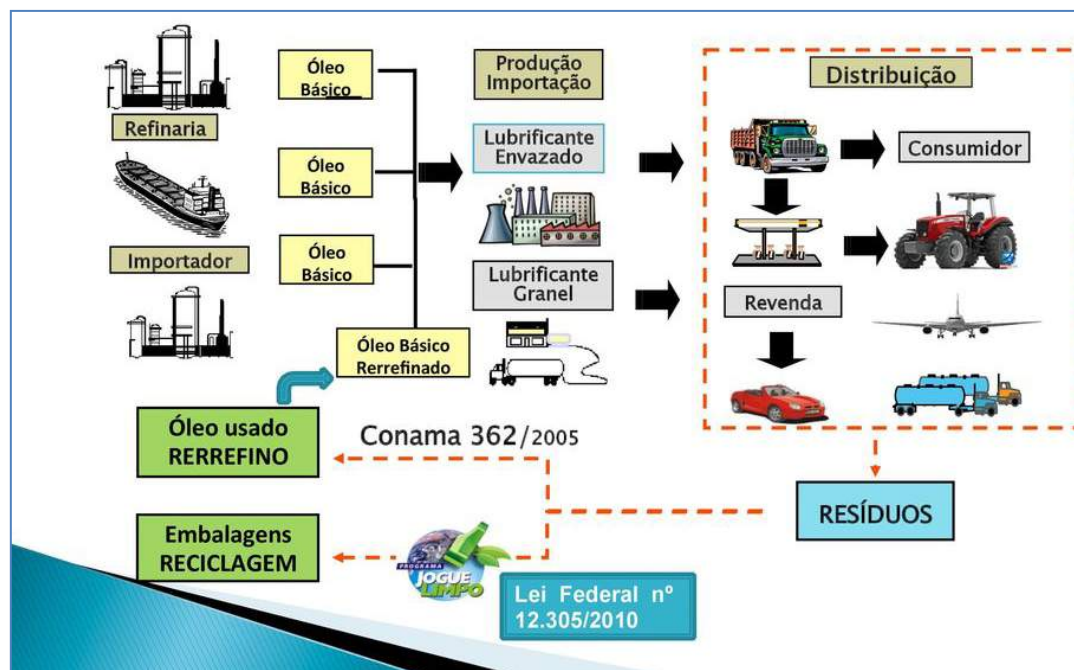 Refinaria
Importador
Óleo
Básico
Óleo
Básico
Óleo
Básico
Óleo Básico
Rerrefinado
Produção
Importação
Lubrificante
Envazado
Lubrificante
Granel
Distribuição
Consumidor
Revenda
Óleo usado
RERREFINO
Conama 362/2005
Embalagens
RECICLAGEM
PROGRAMA
JOGUE
LIMPO
Lei Federal nº
12.305/2010
RESÍDUOS